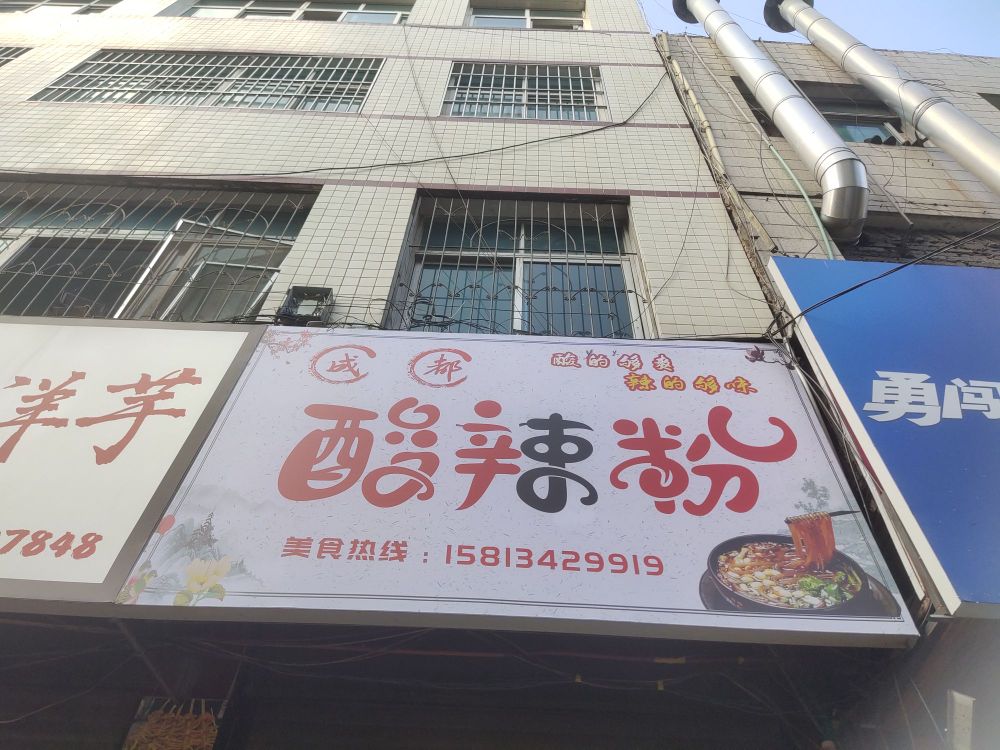 成都
酸的够爽
辣的够味
酸辣粉
美食热线：15813429919
洋芋
7848
勇闯